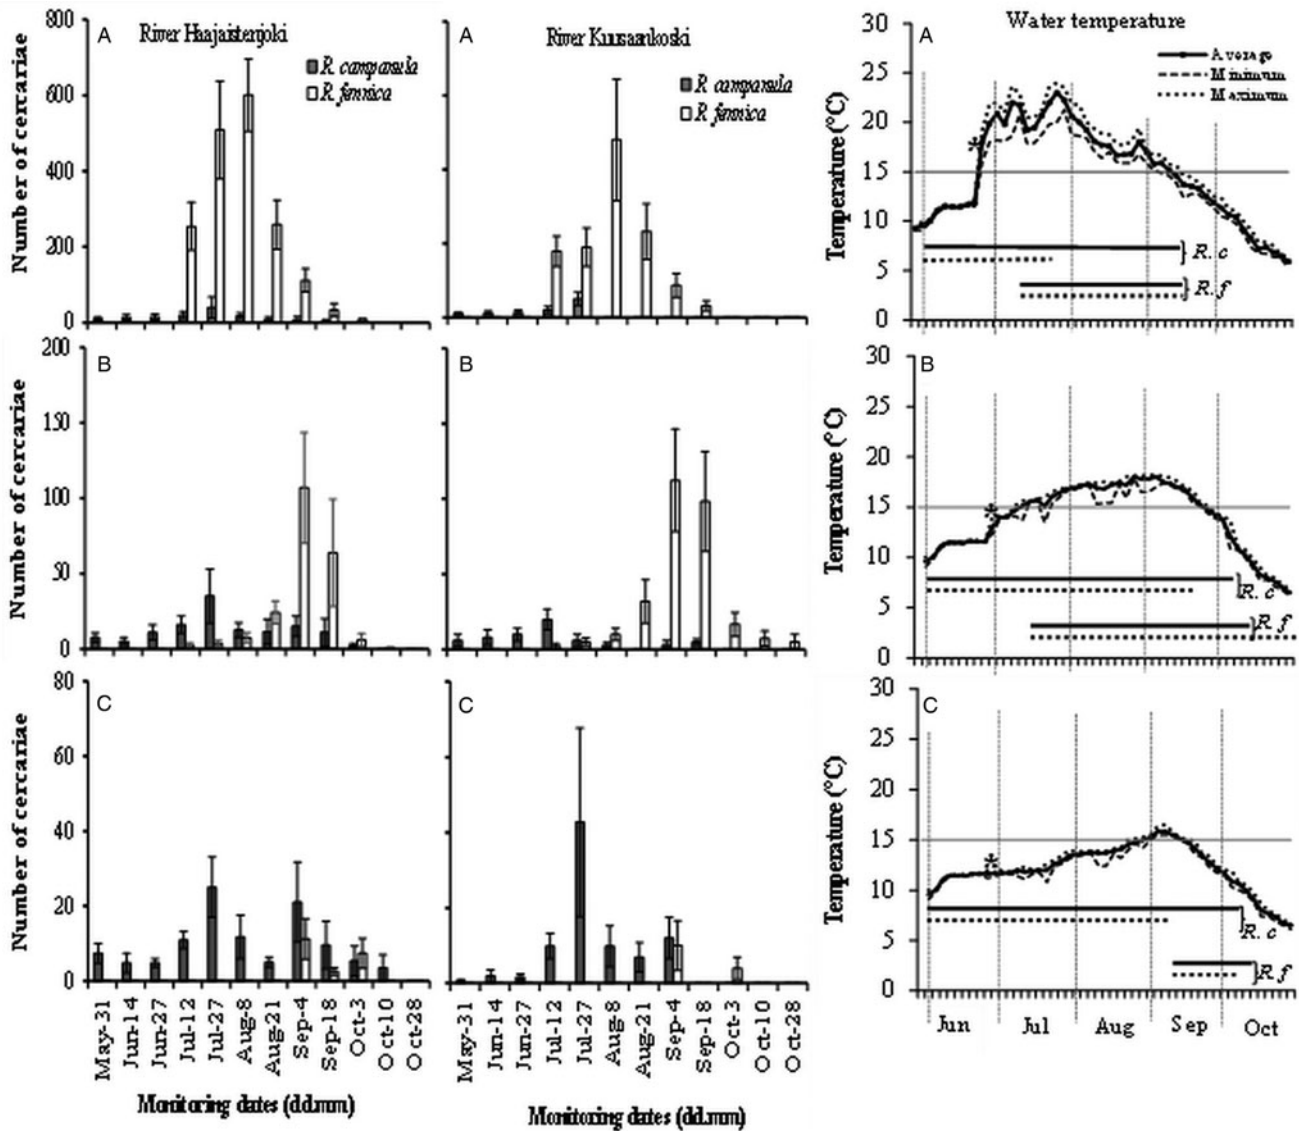 A
River Haajaistenjoki
R. campanula
R. fennica
Number of cercariae
800
600
400
200
0
A
River Kuusaankoski
R. campanula
R. fennica
A
Water temperature
Average
Minimum
Maximum
Temperature (°C)
30
25
20
15
10
5
0
*
R. c
R. f
B
Number of cercariae
200
150
100
50
0
B
B
Temperature (°C)
30
25
20
15
10
5
0
*
R. c
R. f
C
Number of cercariae
80
60
40
20
0
May-31
Jun-14
Jun-27
Jul-12
Jul-27
Aug-8
Aug-21
Sep-4
Sep-18
Oct-3
Oct-10
Oct-28
Monitoring dates (dd.mm)
C
May-31
Jun-14
Jun-27
Jul-12
Jul-27
Aug-8
Aug-21
Sep-4
Sep-18
Oct-3
Oct-10
Oct-28
Monitoring dates (dd.mm)
C
Temperature (°C)
30
25
20
15
10
5
0
*
R. c
R. f
Jun
Jul
Aug
Sep
Oct